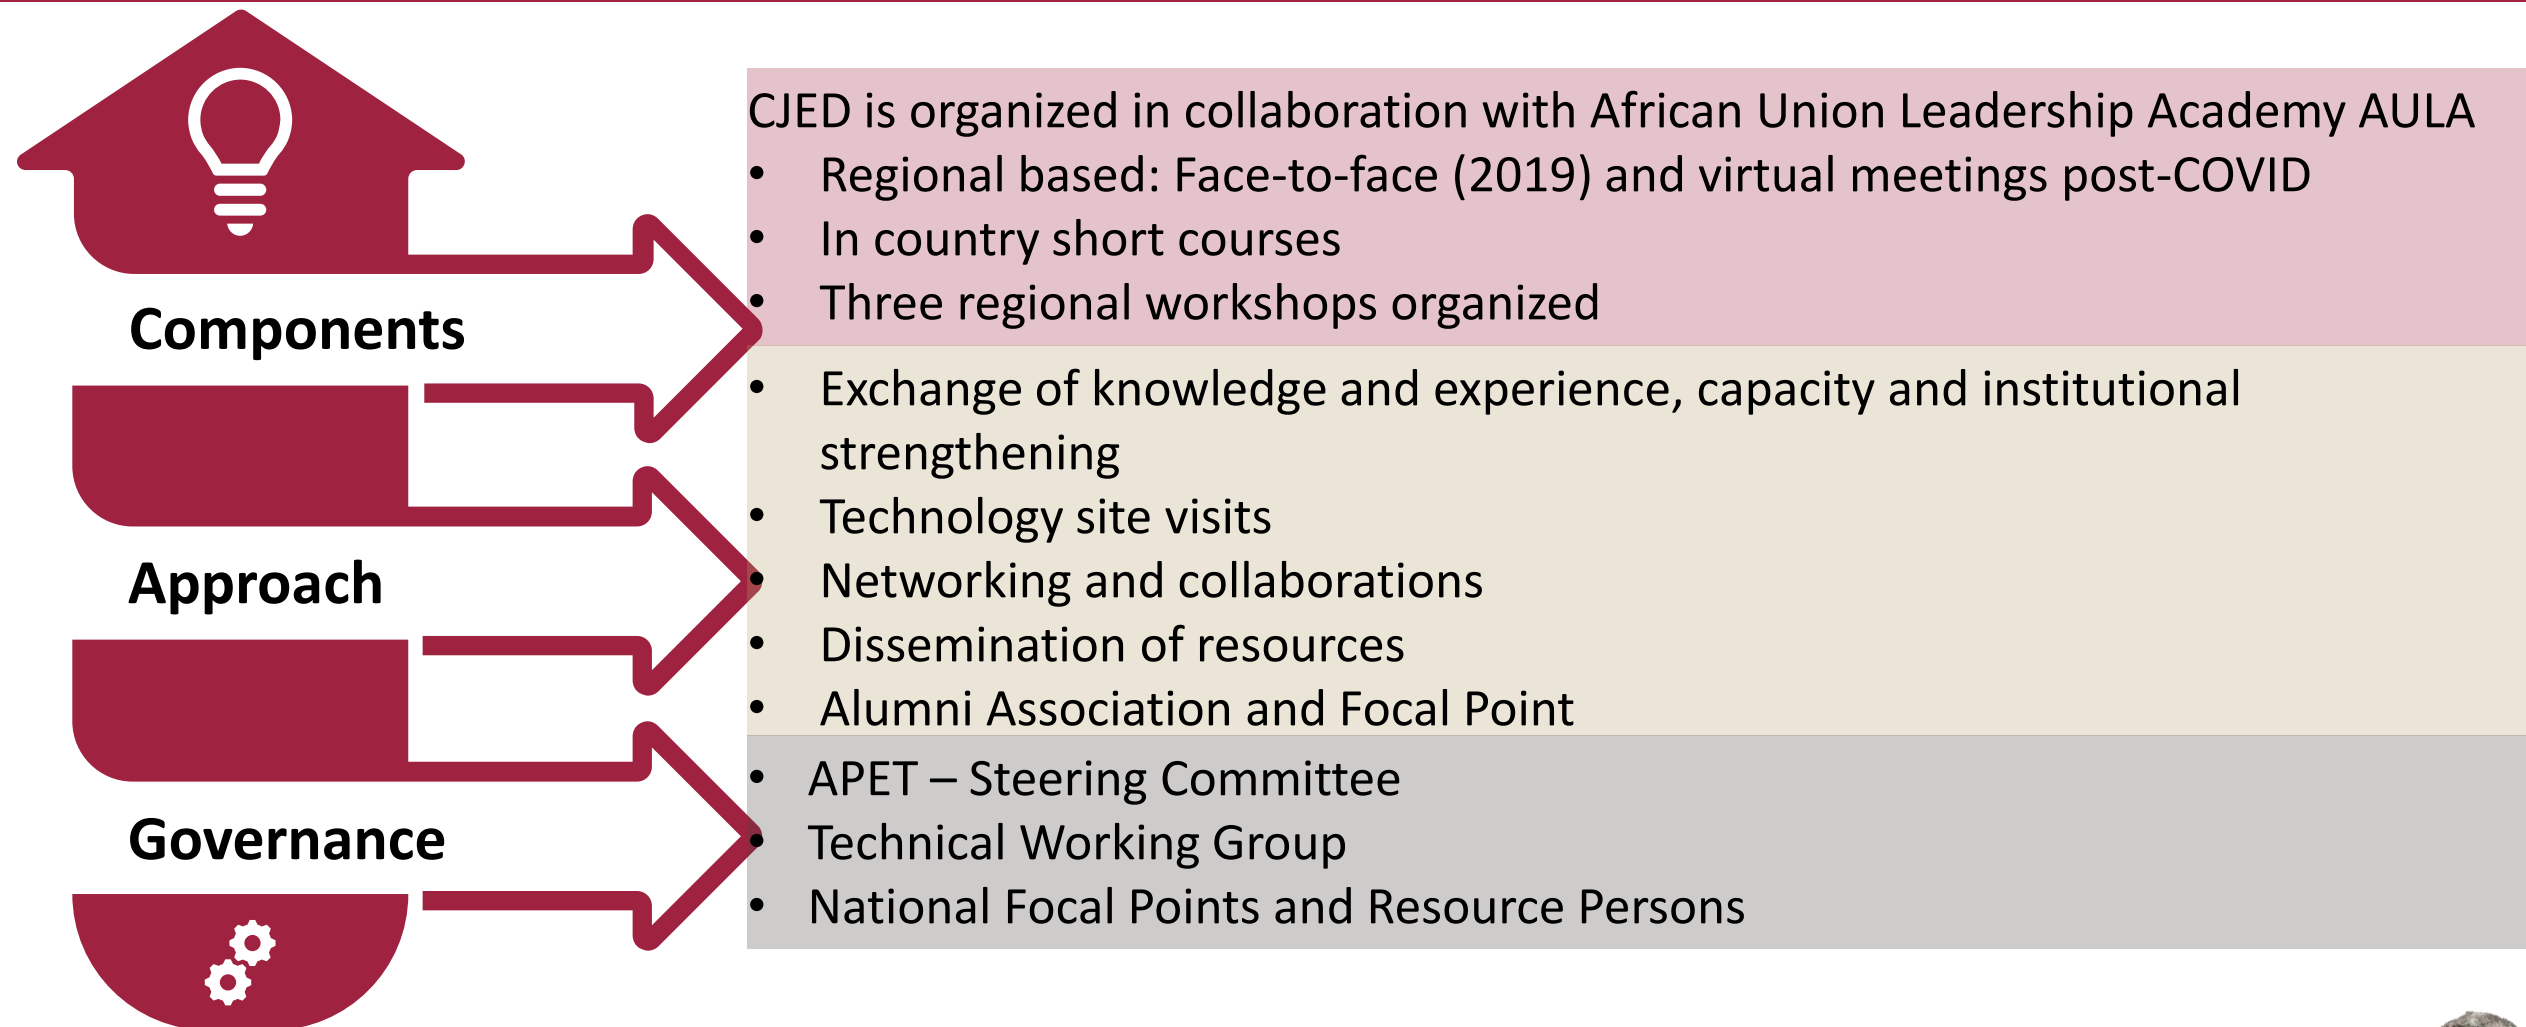 Components
CJED is organized in collaboration with African Union Leadership Academy AULA
• Regional based: Face-to-face (2019) and virtual meetings post-COVID
• In country short courses
• Three regional workshops organized
Approach
• Exchange of knowledge and experience, capacity and institutional
strengthening
• Technology site visits
• Networking and collaborations
• Dissemination of resources
• Alumni Association and Focal Point
Governance
• APET – Steering Committee
• Technical Working Group
• National Focal Points and Resource Persons